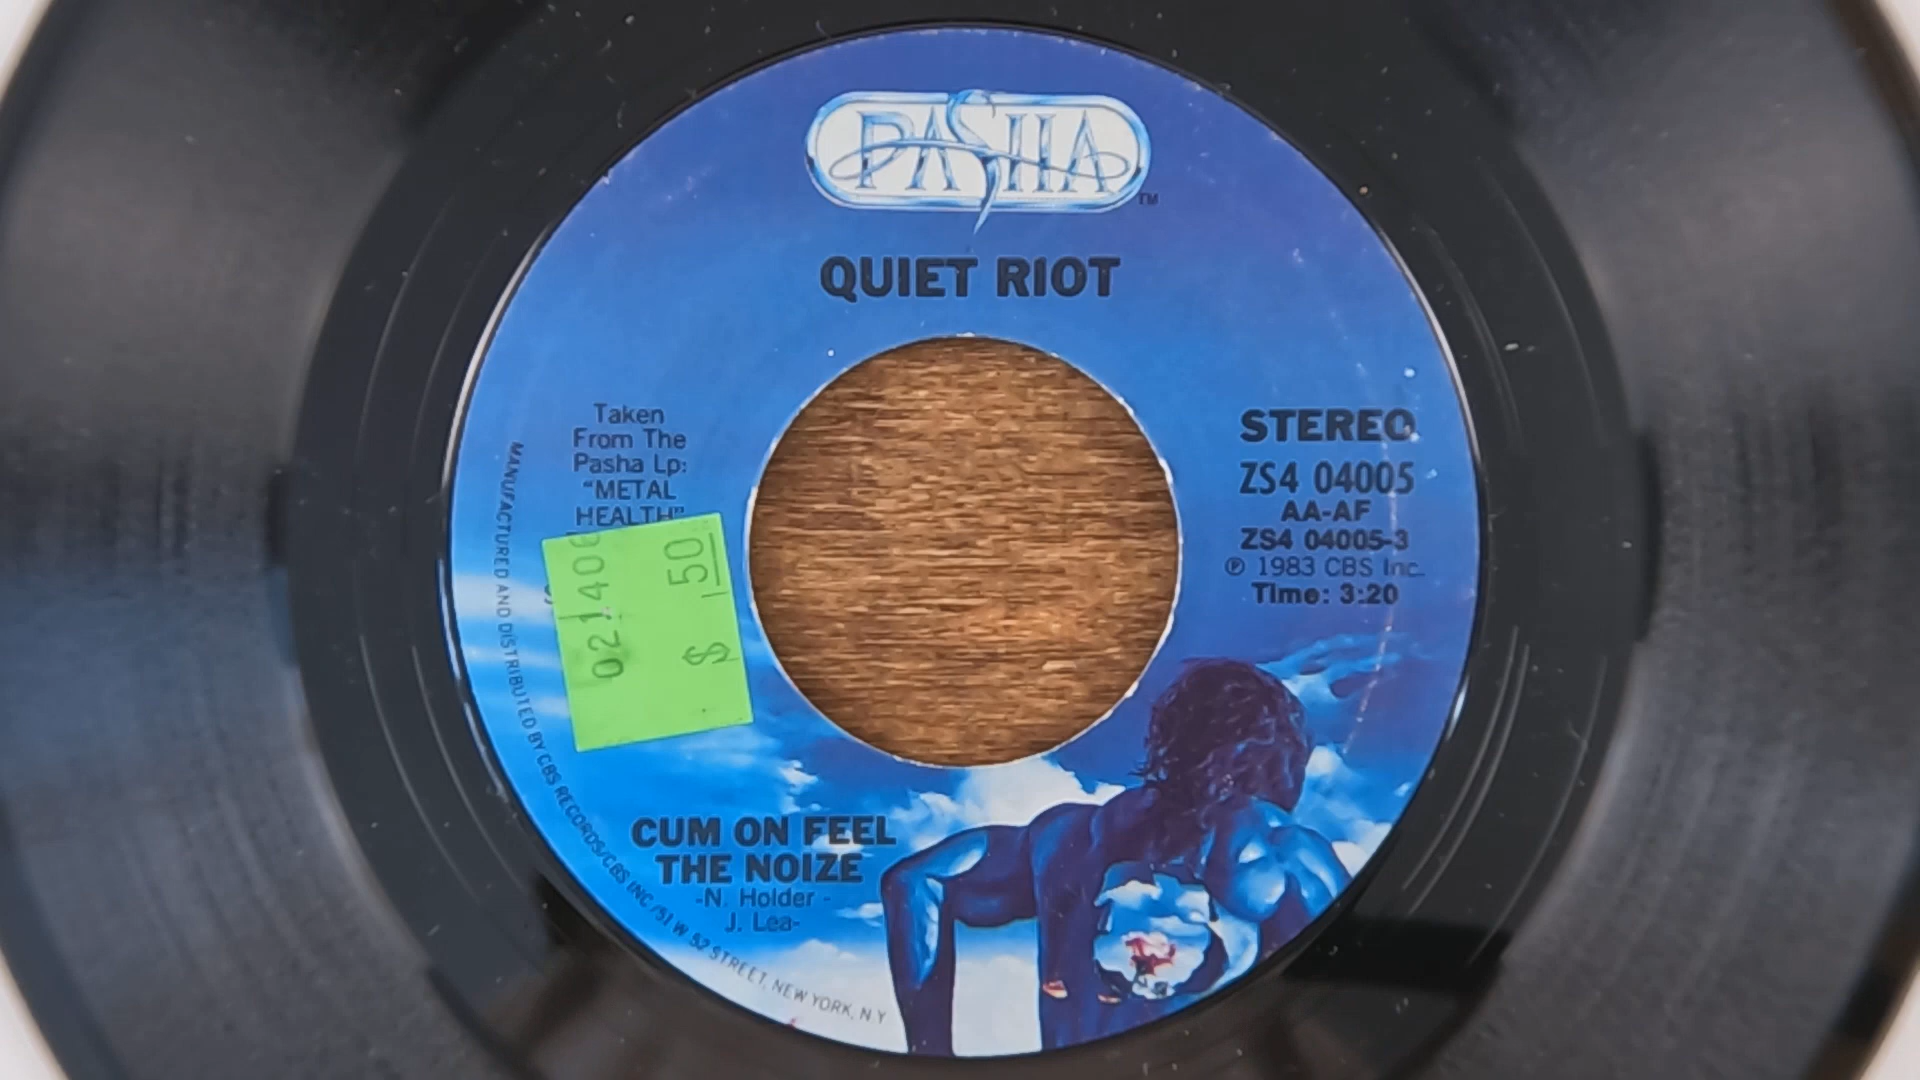 PASHA
TM
QUIET RIOT
Taken
From The
Pasha Lp:
"METAL
HEALTH"
STEREO
ZS4 04005
AA-AF
ZS4 04005-3
℗ 1983 CBS Inc.
Time: 3:20
021406
$ .50
CUM ON FEEL
THE NOIZE
-N. Holder -
J. Lea-
MANUFACTURED AND DISTRIBUTED BY CBS RECORDS/CBS INC./51 W 52 STREET, NEW YORK, N Y